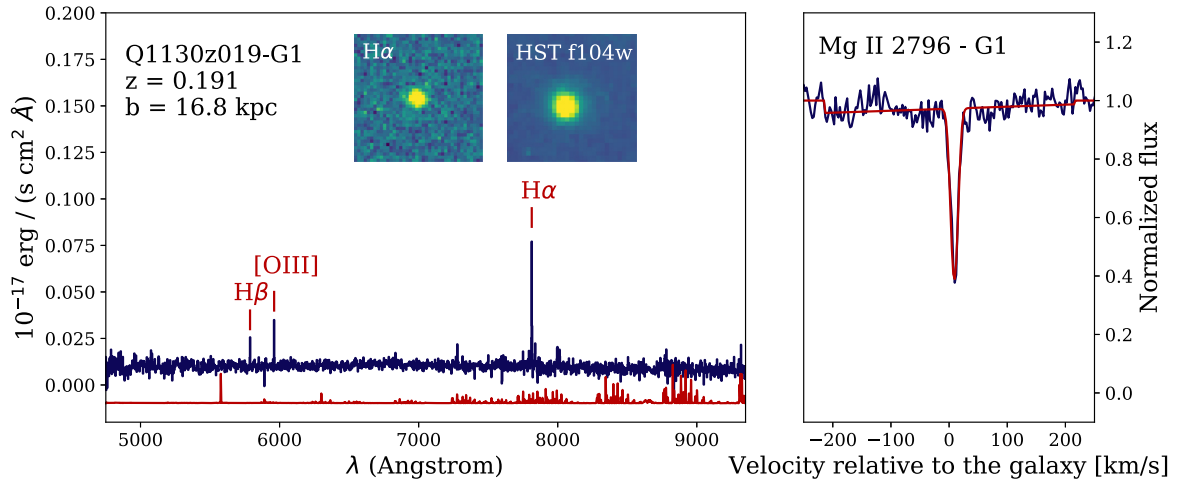 0.200
0.175
0.150
0.125
0.100
0.075
0.050
0.025
0.000
10⁻¹⁷ erg / (s cm² Å)
Q1130z019-G1
z = 0.191
b = 16.8 kpc
Hα
HST f104w
Hα
[OIII]
Hβ
5000 6000 7000 8000 9000
λ (Angstrom)
Mg II 2796 - G1
1.2
1.0
0.8
0.6
0.4
0.2
0.0
Normalized flux
−200 −100 0 100 200
Velocity relative to the galaxy [km/s]